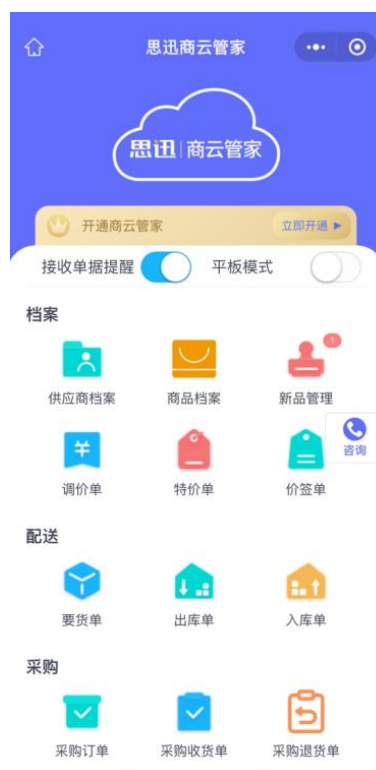 思迅商云管家
思迅|商云管家
开通商云管家 立即开通
接收单据提醒 平板模式
档案
1
供应商档案 商品档案 新品管理
咨询
调价单 特价单 价签单
配送
要货单 出库单 入库单
采购
采购订单 采购收货单 采购退货单